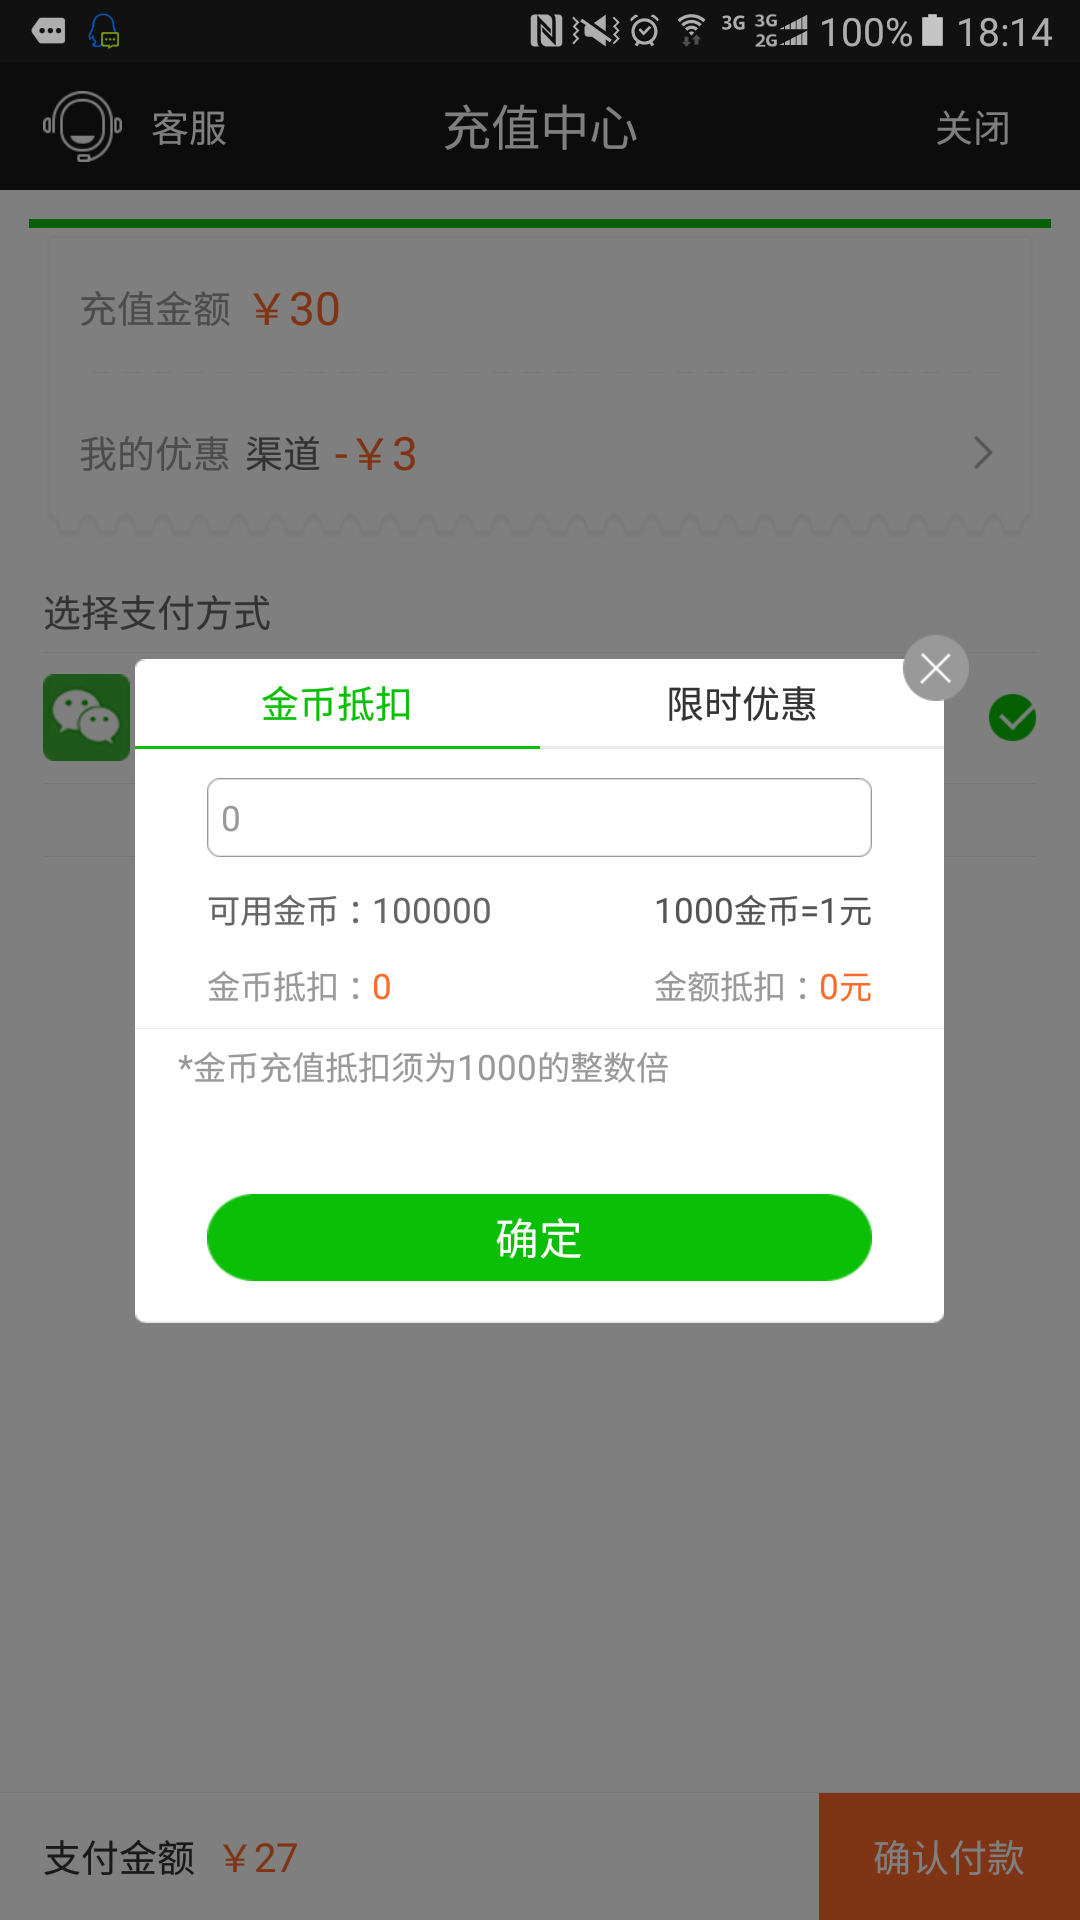 3G 3G 2G 100% 18:14
客服 充值中心 关闭
充值金额 ￥30
我的优惠 渠道 -￥3
选择支付方式
金币抵扣 限时优惠
0
可用金币：100000 1000金币=1元
金币抵扣：0 金额抵扣：0元
*金币充值抵扣须为1000的整数倍
确定
支付金额 ￥27 确认付款